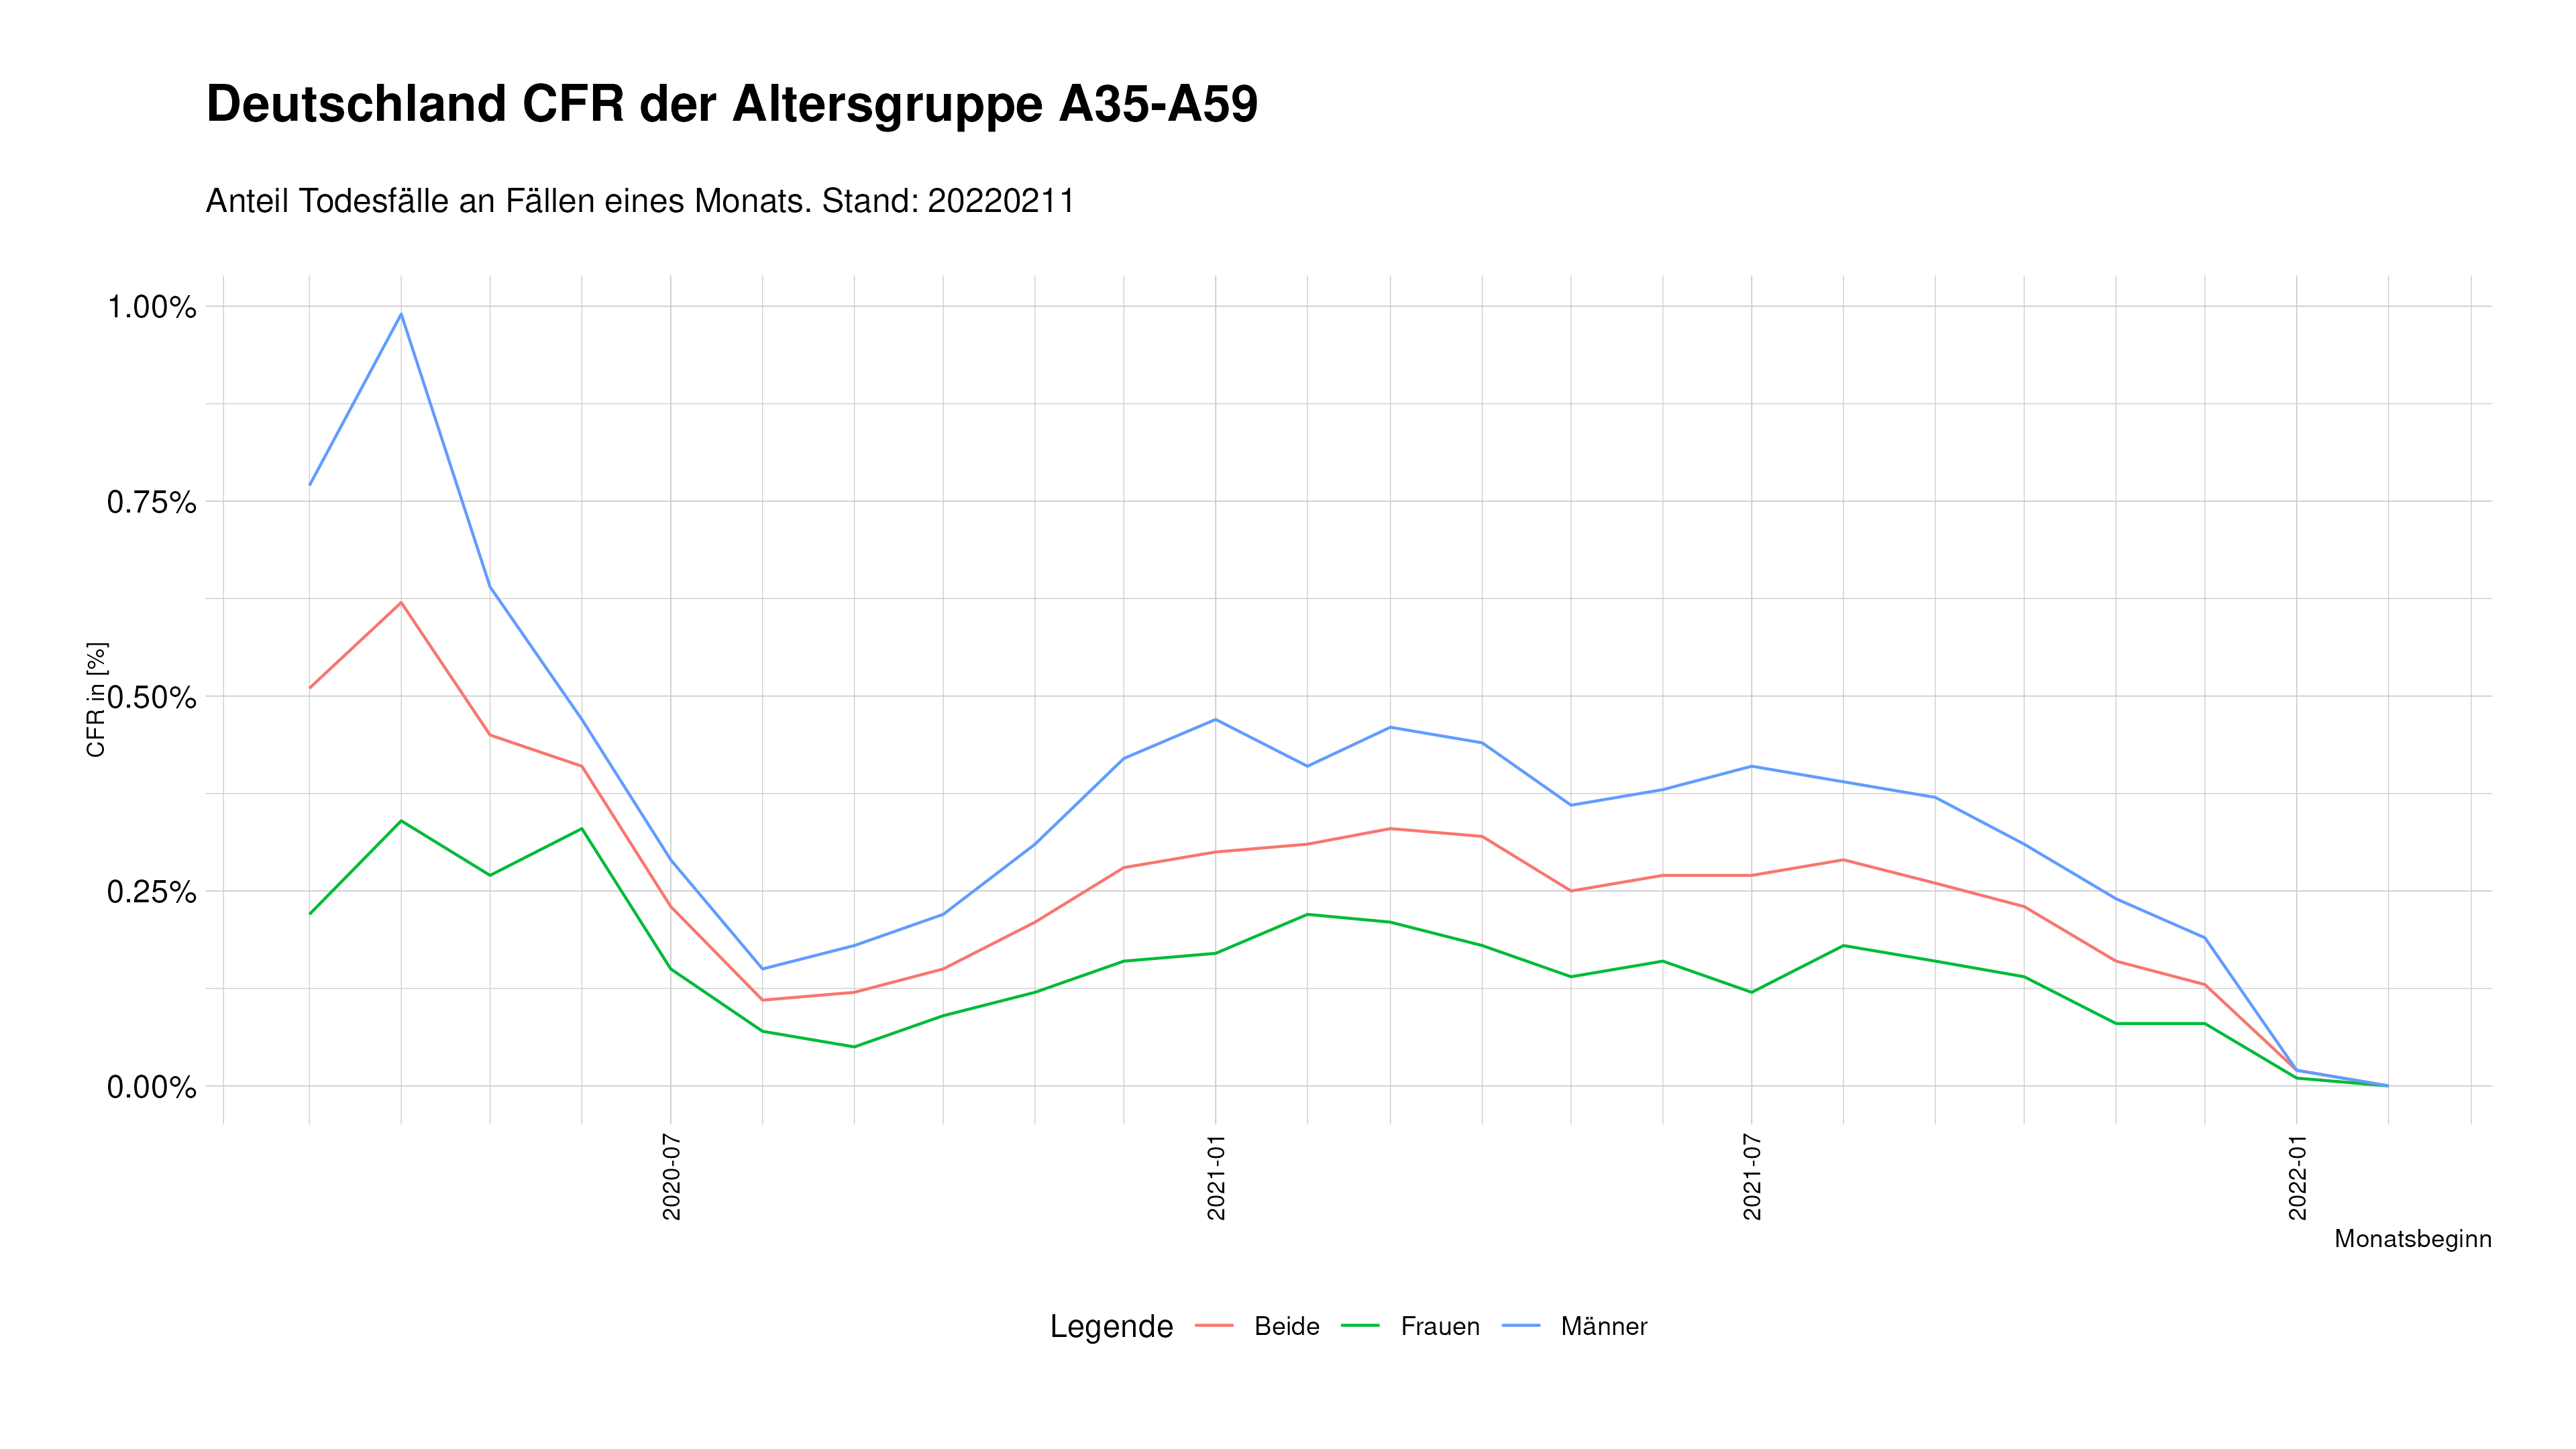 Deutschland CFR der Altersgruppe A35-A59
Anteil Todesfälle an Fällen eines Monats. Stand: 20220211
CFR in [%]
1.00%
0.75%
0.50%
0.25%
0.00%
2020-07
2021-01
2021-07
2022-01
Monatsbeginn
Legende Beide Frauen Männer